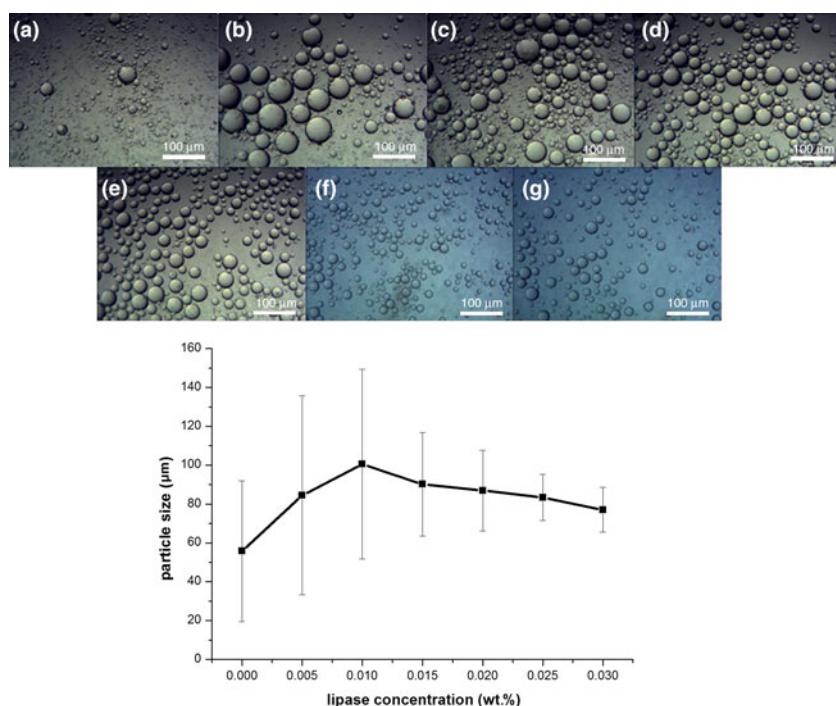 (a) (b) (c) (d)
100 µm 100 µm 100 µm 100 µm
(e) (f) (g)
100 µm 100 µm 100 µm
160
140
120
100
80
60
40
20
0
particle size (µm)
0.000 0.005 0.010 0.015 0.020 0.025 0.030
lipase concentration (wt.%)